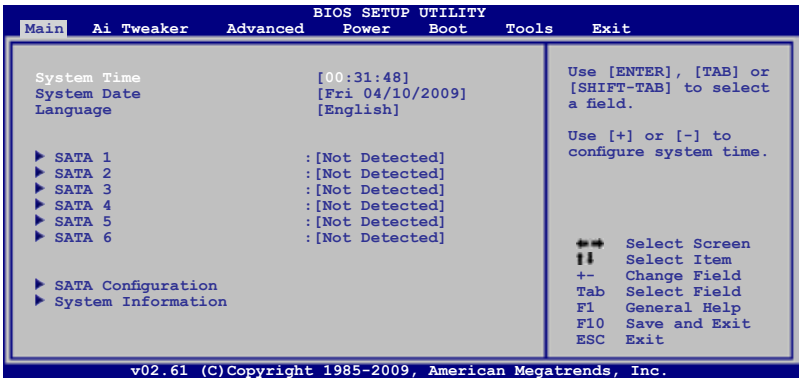 BIOS SETUP UTILITY
Main Ai Tweaker Advanced Power Boot Tools Exit
System Time [00:31:48]
System Date [Fri 04/10/2009]
Language [English]
SATA 1 :[Not Detected]
SATA 2 :[Not Detected]
SATA 3 :[Not Detected]
SATA 4 :[Not Detected]
SATA 5 :[Not Detected]
SATA 6 :[Not Detected]
SATA Configuration
System Information
Use [ENTER], [TAB] or
[SHIFT-TAB] to select
a field.
Use [+] or [-] to
configure system time.
←→ Select Screen
↑↓ Select Item
+- Change Field
Tab Select Field
F1 General Help
F10 Save and Exit
ESC Exit
v02.61 (C)Copyright 1985-2009, American Megatrends, Inc.